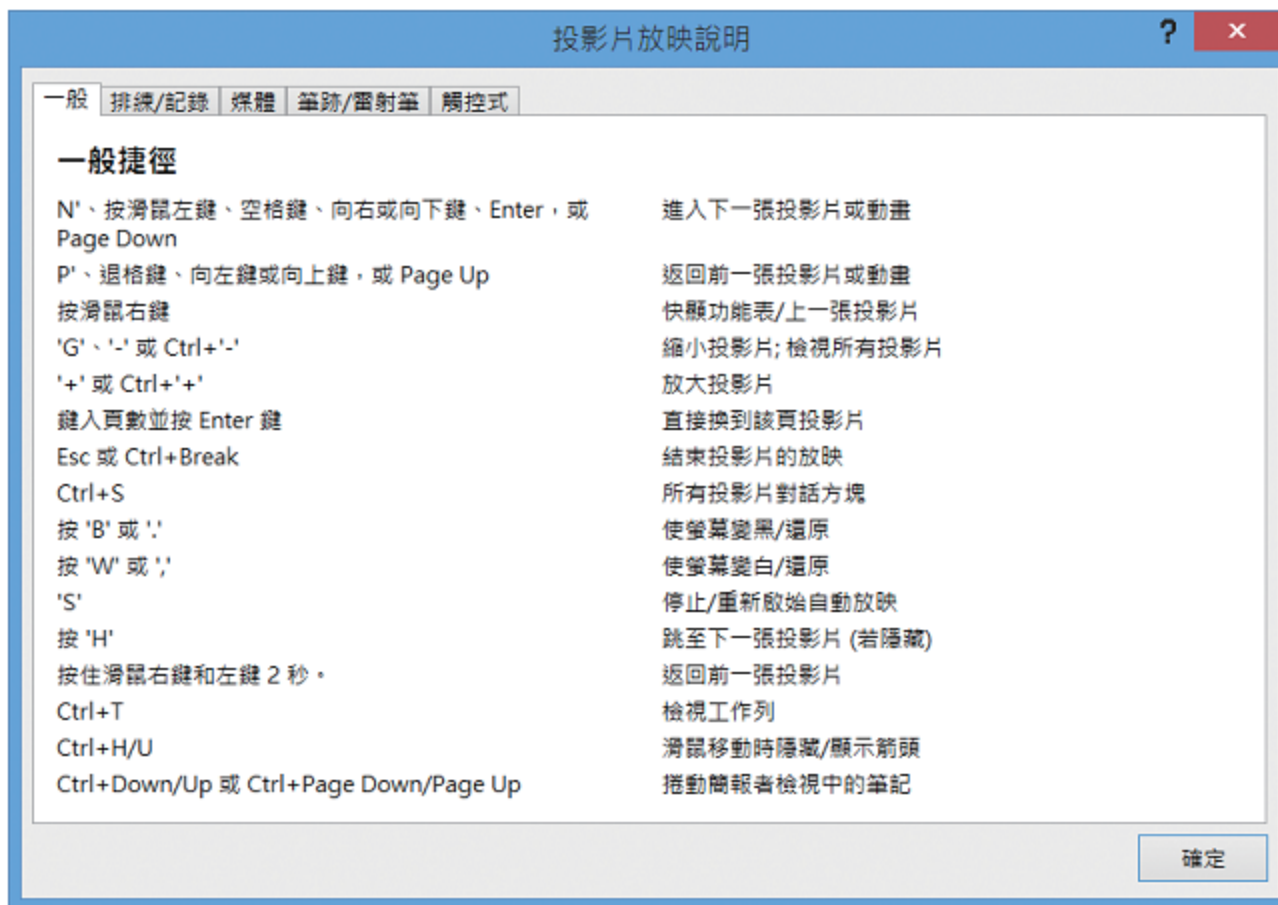 投影片放映說明
?
一般 排練/記錄 媒體 筆跡/雷射筆 觸控式
一般捷徑
N'、按滑鼠左鍵、空格鍵、向右或向下鍵、Enter，或 進入下一張投影片或動畫
Page Down
P'、退格鍵、向左鍵或向上鍵，或 Page Up 返回前一張投影片或動畫
按滑鼠右鍵 快顯功能表/上一張投影片
'G'、'-' 或 Ctrl+'-' 縮小投影片; 檢視所有投影片
'+' 或 Ctrl+'+' 放大投影片
鍵入頁數並按 Enter 鍵 直接換到該頁投影片
Esc 或 Ctrl+Break 結束投影片的放映
Ctrl+S 所有投影片對話方塊
按 'B' 或 '.' 使螢幕變黑/還原
按 'W' 或 ',' 使螢幕變白/還原
'S' 停止/重新啟始自動放映
按 'H' 跳至下一張投影片 (若隱藏)
按住滑鼠右鍵和左鍵 2 秒。 返回前一張投影片
Ctrl+T 檢視工作列
Ctrl+H/U 滑鼠移動時隱藏/顯示箭頭
Ctrl+Down/Up 或 Ctrl+Page Down/Page Up 捲動簡報者檢視中的筆記
確定